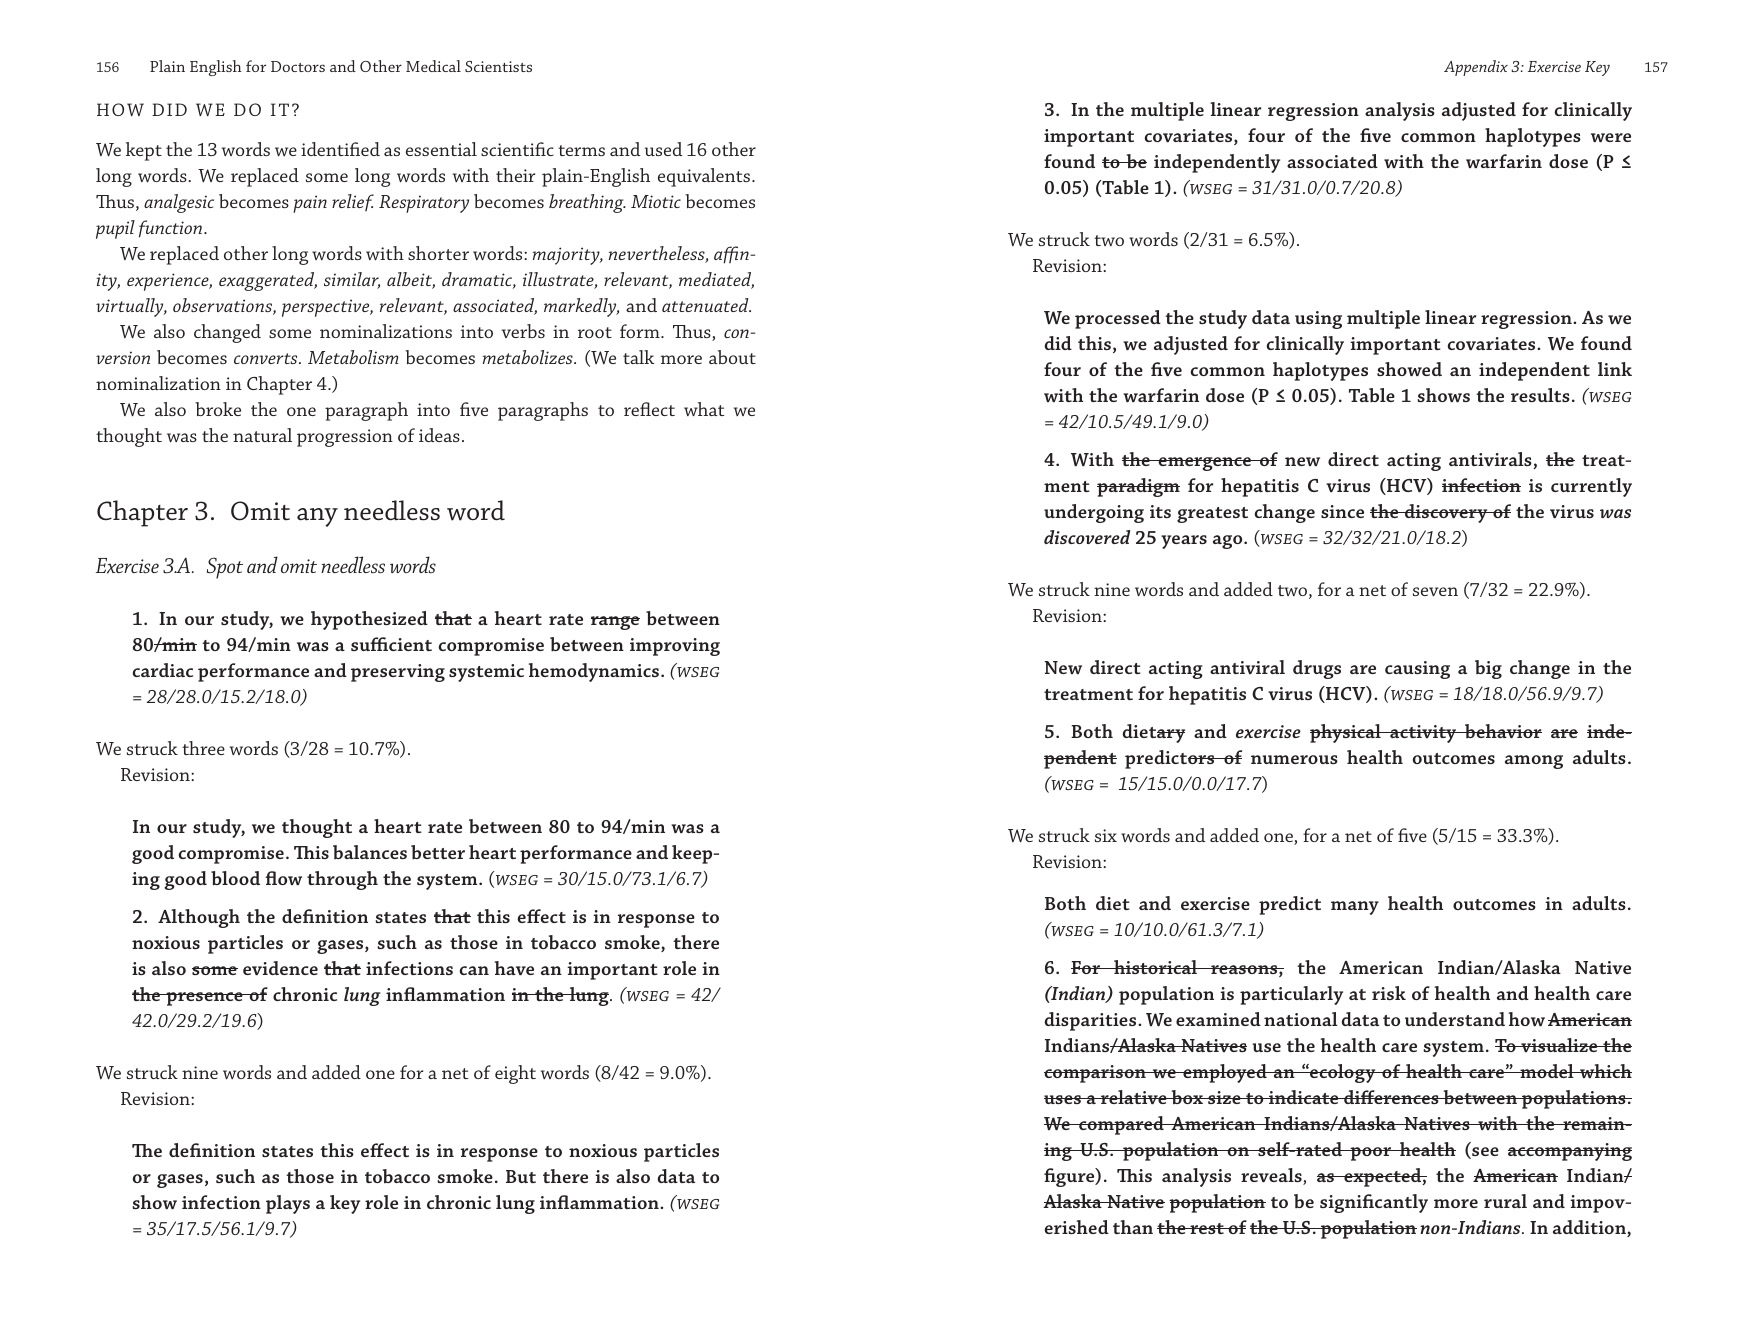 156 Plain English for Doctors and Other Medical Scientists
HOW DID WE DO IT?
We kept the 13 words we identified as essential scientific terms and used 16 other
long words. We replaced some long words with their plain-English equivalents.
Thus, analgesic becomes pain relief. Respiratory becomes breathing. Miotic becomes
pupil function.
We replaced other long words with shorter words: majority, nevertheless, affin-
ity, experience, exaggerated, similar, albeit, dramatic, illustrate, relevant, mediated,
virtually, observations, perspective, relevant, associated, markedly, and attenuated.
We also changed some nominalizations into verbs in root form. Thus, con-
version becomes converts. Metabolism becomes metabolizes. (We talk more about
nominalization in Chapter 4.)
We also broke the one paragraph into five paragraphs to reflect what we
thought was the natural progression of ideas.
Chapter 3. Omit any needless word
Exercise 3.A. Spot and omit needless words
1. In our study, we hypothesized that a heart rate range between
80/min to 94/min was a sufficient compromise between improving
cardiac performance and preserving systemic hemodynamics. (WSEG
= 28/28.0/15.2/18.0)
We struck three words (3/28 = 10.7%).
Revision:
In our study, we thought a heart rate between 80 to 94/min was a
good compromise. This balances better heart performance and keep-
ing good blood flow through the system. (WSEG = 30/15.0/73.1/6.7)
2. Although the definition states that this effect is in response to
noxious particles or gases, such as those in tobacco smoke, there
is also some evidence that infections can have an important role in
the presence of chronic lung inflammation in the lung. (WSEG = 42/
42.0/29.2/19.6)
We struck nine words and added one for a net of eight words (8/42 = 9.0%).
Revision:
The definition states this effect is in response to noxious particles
or gases, such as those in tobacco smoke. But there is also data to
show infection plays a key role in chronic lung inflammation. (WSEG
= 35/17.5/56.1/9.7)
Appendix 3: Exercise Key 157
3. In the multiple linear regression analysis adjusted for clinically
important covariates, four of the five common haplotypes were
found to be independently associated with the warfarin dose (P ≤
0.05) (Table 1). (WSEG = 31/31.0/0.7/20.8)
We struck two words (2/31 = 6.5%).
Revision:
We processed the study data using multiple linear regression. As we
did this, we adjusted for clinically important covariates. We found
four of the five common haplotypes showed an independent link
with the warfarin dose (P ≤ 0.05). Table 1 shows the results. (WSEG
= 42/10.5/49.1/9.0)
4. With the emergence of new direct acting antivirals, the treat-
ment paradigm for hepatitis C virus (HCV) infection is currently
undergoing its greatest change since the discovery of the virus was
discovered 25 years ago. (WSEG = 32/32/21.0/18.2)
We struck nine words and added two, for a net of seven (7/32 = 22.9%).
Revision:
New direct acting antiviral drugs are causing a big change in the
treatment for hepatitis C virus (HCV). (WSEG = 18/18.0/56.9/9.7)
5. Both dietary and exercise physical activity behavior are inde-
pendent predictors of numerous health outcomes among adults.
(WSEG = 15/15.0/0.0/17.7)
We struck six words and added one, for a net of five (5/15 = 33.3%).
Revision:
Both diet and exercise predict many health outcomes in adults.
(WSEG = 10/10.0/61.3/7.1)
6. For historical reasons, the American Indian/Alaska Native
(Indian) population is particularly at risk of health and health care
disparities. We examined national data to understand how American
Indians/Alaska Natives use the health care system. To visualize the
comparison we employed an “ecology of health care” model which
uses a relative box size to indicate differences between populations.
We compared American Indians/Alaska Natives with the remain-
ing U.S. population on self-rated poor health (see accompanying
figure). This analysis reveals, as expected, the American Indian/
Alaska Native population to be significantly more rural and impov-
erished than the rest of the U.S. population non-Indians. In addition,